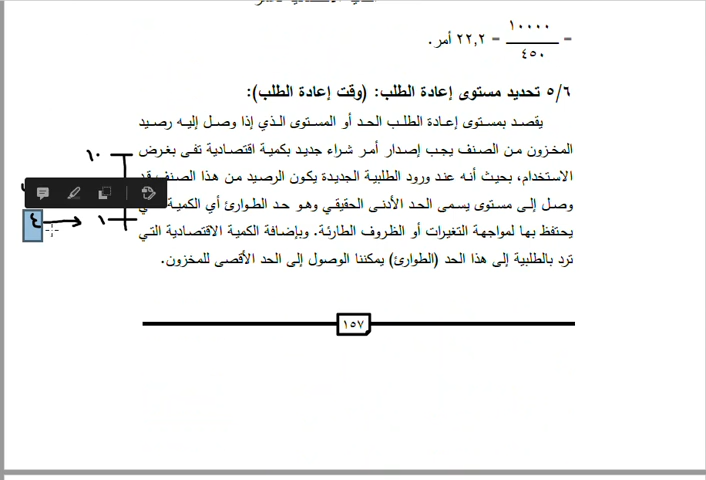 ١٠٠٠٠
= ـــــــ = ٢٢,٢ أمر.
٤٥٠
٥/٦ تحديد مستوى إعادة الطلب: (وقت إعادة الطلب):
يقصد بمستوى إعادة الطلب الحد أو المستوى الذي إذا وصل إليه رصيد
المخزون من الصنف يجب إصدار أمر شراء جديد بكمية اقتصادية تفى بغرض
الاستخدام، بحيث أنه عند ورود الطلبية الجديدة يكون الرصيد من هذا الصنف قد
وصل إلى مستوى يسمى الحد الأدنى الحقيقي وهو حد الطوارئ أي الكمية
يحتفظ بها لمواجهة التغيرات أو الظروف الطارئة. وبإضافة الكمية الاقتصادية التي
ترد بالطلبية إلى هذا الحد (الطوارئ) يمكننا الوصول إلى الحد الأقصى للمخزون.
١٠
١
٤
١٥٧